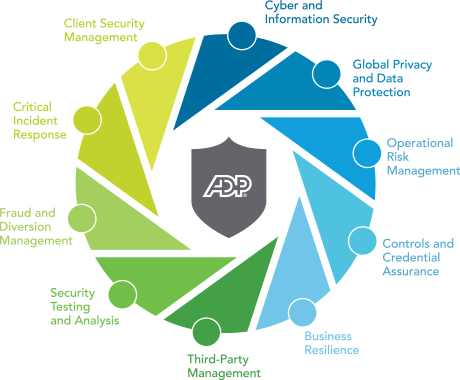 Cyber and
Information Security
Global Privacy
and Data
Protection
Operational
Risk
Management
Controls and
Credential
Assurance
Business
Resilience
Third-Party
Management
Security
Testing
and Analysis
Fraud and
Diversion
Management
Critical
Incident
Response
Client Security
Management
ADP®